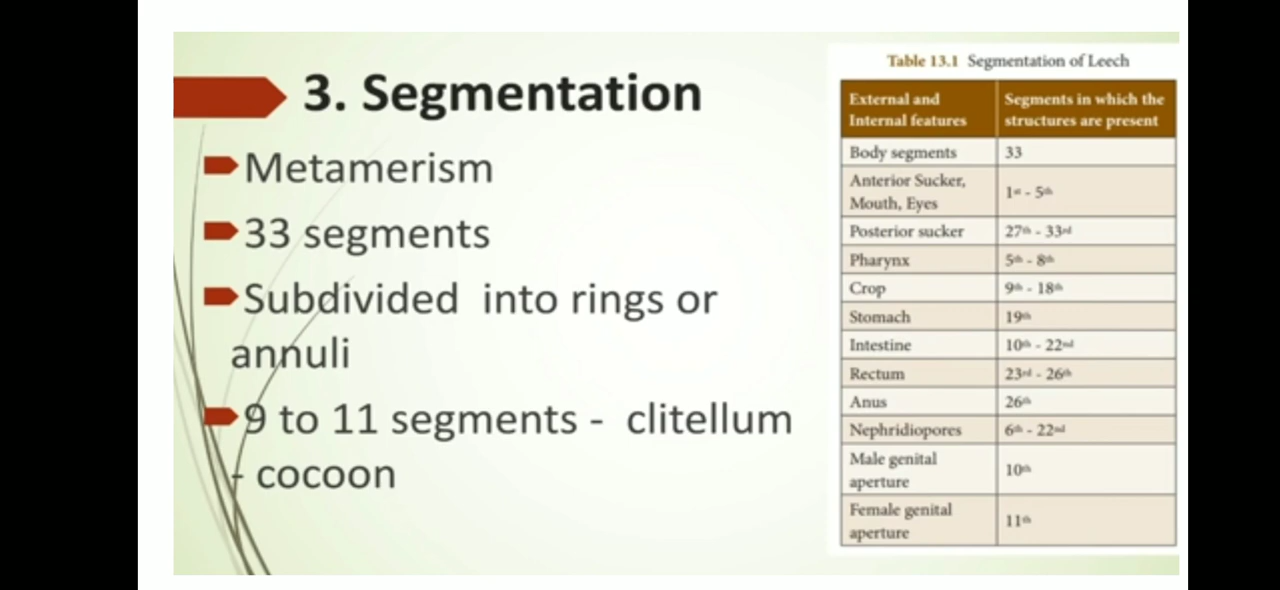 3. Segmentation
Metamerism
33 segments
Subdivided into rings or
annuli
9 to 11 segments - clitellum
- cocoon
Table 13.1 Segmentation of Leech
External and Internal features
Segments in which the structures are present
Body segments 33
Anterior Sucker, Mouth, Eyes 1st - 5th
Posterior sucker 27th - 33rd
Pharynx 5th - 8th
Crop 9th - 18th
Stomach 19th
Intestine 10th - 22nd
Rectum 23rd - 26th
Anus 26th
Nephridiopores 6th - 22nd
Male genital aperture 10th
Female genital aperture 11th